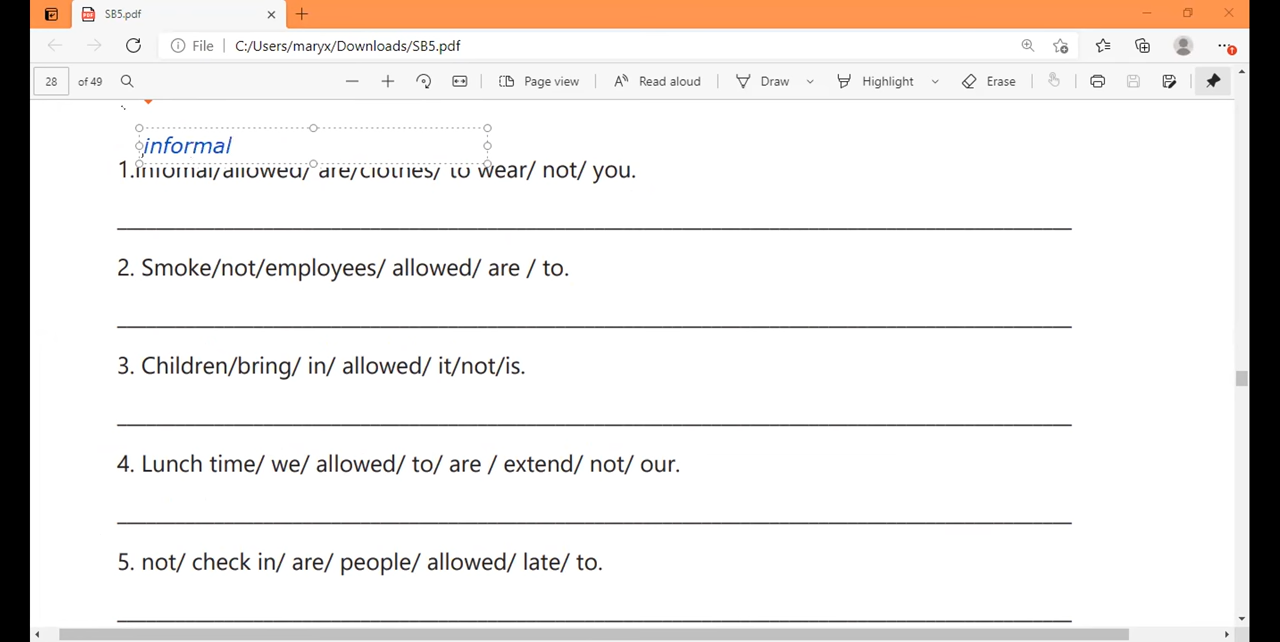 SB5.pdf
File C:/Users/maryx/Downloads/SB5.pdf
28 of 49 Page view Read aloud Draw Highlight Erase
informal
1.infomal/allowed/ are/clothes/ to wear/ not/ you.
2. Smoke/not/employees/ allowed/ are / to.
3. Children/bring/ in/ allowed/ it/not/is.
4. Lunch time/ we/ allowed/ to/ are / extend/ not/ our.
5. not/ check in/ are/ people/ allowed/ late/ to.